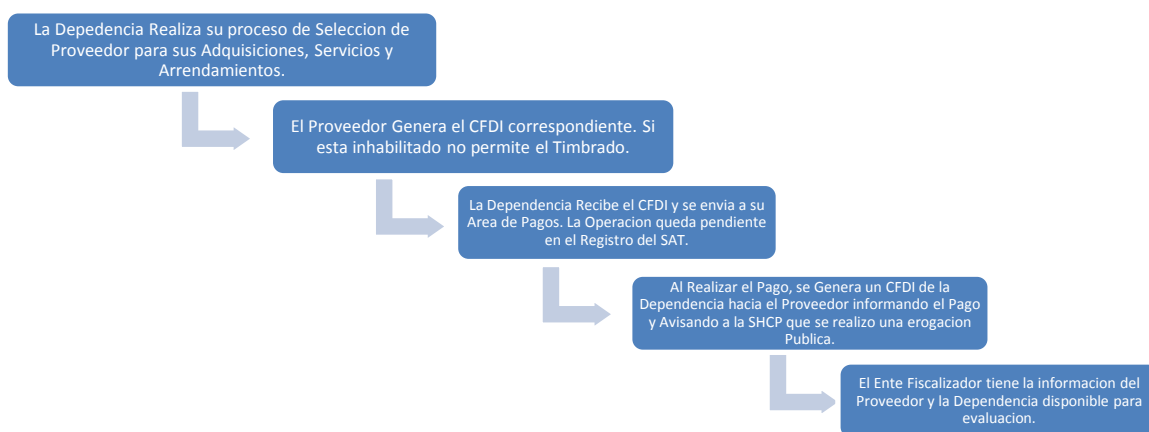 La Depedencia Realiza su proceso de Seleccion de
Proveedor para sus Adquisiciones, Servicios y
Arrendamientos.
El Proveedor Genera el CFDI correspondiente. Si
esta inhabilitado no permite el Timbrado.
La Dependencia Recibe el CFDI y se envia a su
Area de Pagos. La Operacion queda pendiente
en el Registro del SAT.
Al Realizar el Pago, se Genera un CFDI de la
Dependencia hacia el Proveedor informando el Pago
y Avisando a la SHCP que se realizo una erogacion
Publica.
El Ente Fiscalizador tiene la informacion del
Proveedor y la Dependencia disponible para
evaluacion.